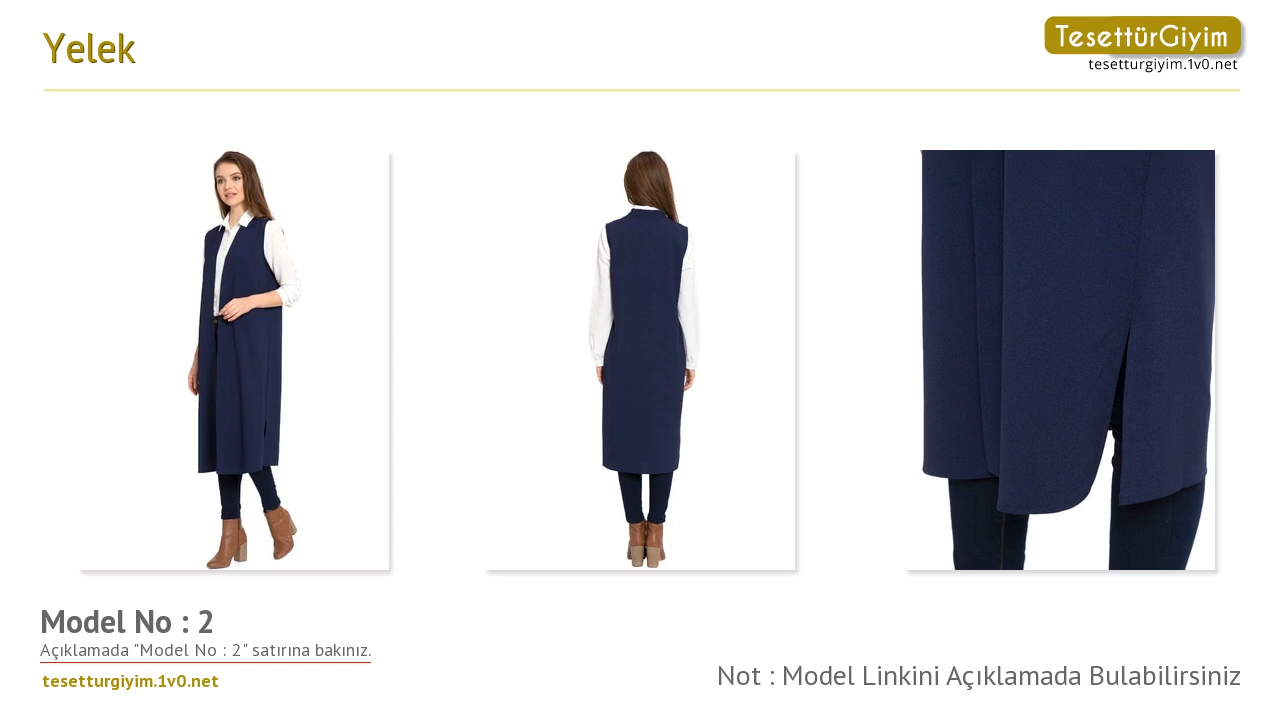 Yelek
TesettürGiyim
tesetturgiyim.1v0.net
Model No : 2
Açıklamada "Model No : 2" satırına bakınız.
tesetturgiyim.1v0.net
Not : Model Linkini Açıklamada Bulabilirsiniz